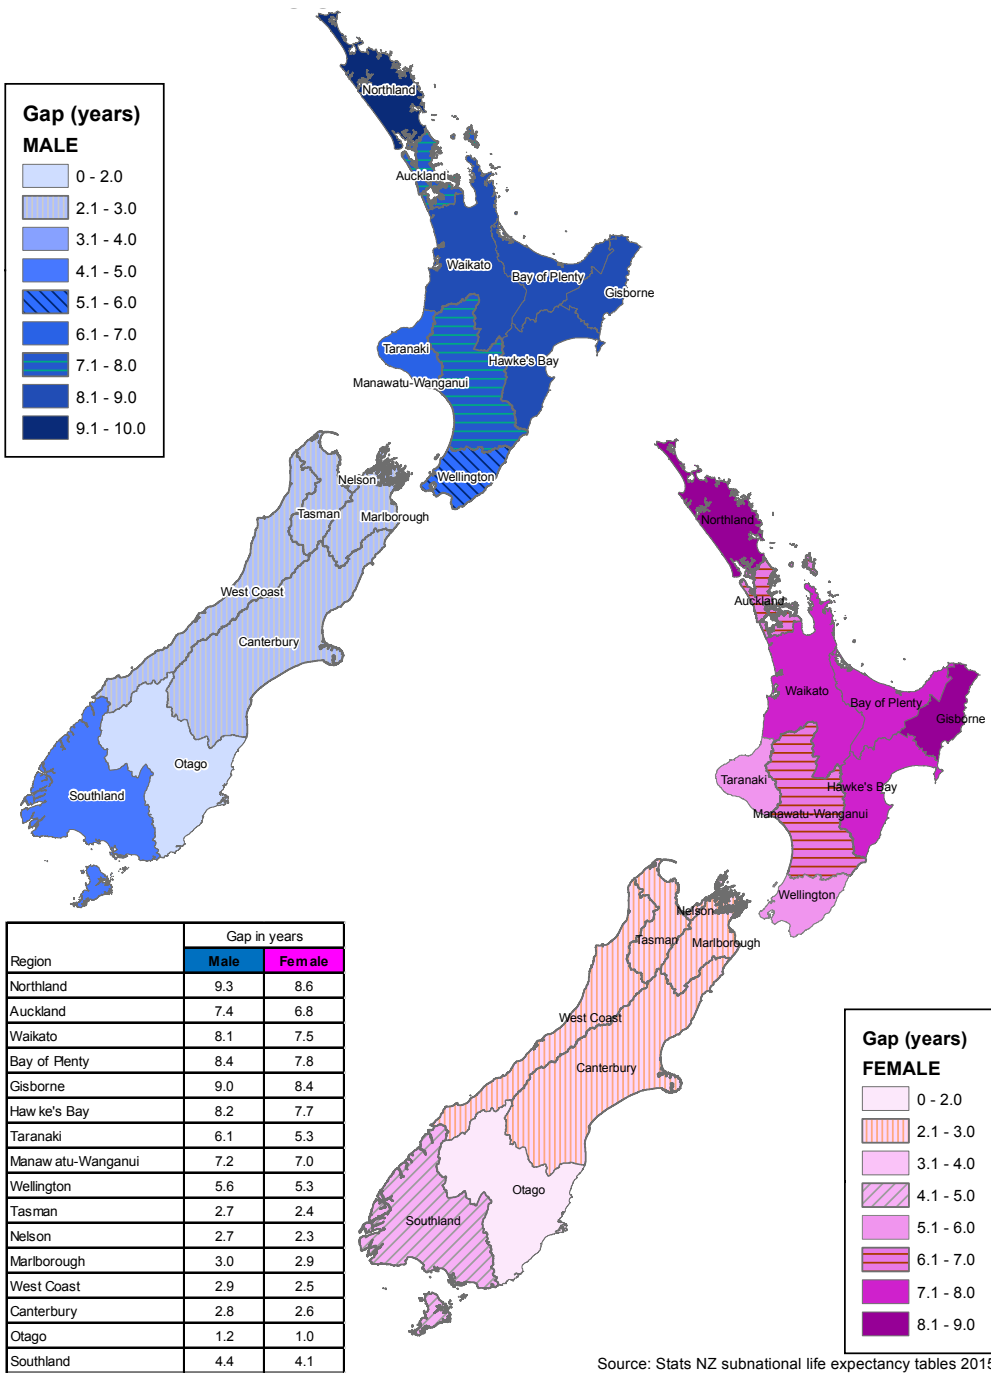 Gap (years)
MALE
0 - 2.0
2.1 - 3.0
3.1 - 4.0
4.1 - 5.0
5.1 - 6.0
6.1 - 7.0
7.1 - 8.0
8.1 - 9.0
9.1 - 10.0
Northland
Auckland
Waikato
Bay of Plenty
Gisborne
Taranaki
Hawke's Bay
Manawatu-Wanganui
Wellington
Nelson
Tasman
Marlborough
West Coast
Canterbury
Otago
Southland
Northland
Auckland
Waikato
Bay of Plenty
Gisborne
Taranaki
Hawke's Bay
Manawatu-Wanganui
Wellington
Nelson
Tasman
Marlborough
West Coast
Canterbury
Otago
Southland
Gap in years
Region Male Female
Northland 9.3 8.6
Auckland 7.4 6.8
Waikato 8.1 7.5
Bay of Plenty 8.4 7.8
Gisborne 9.0 8.4
Hawke's Bay 8.2 7.7
Taranaki 6.1 5.3
Manawatu-Wanganui 7.2 7.0
Wellington 5.6 5.3
Tasman 2.7 2.4
Nelson 2.7 2.3
Marlborough 3.0 2.9
West Coast 2.9 2.5
Canterbury 2.8 2.6
Otago 1.2 1.0
Southland 4.4 4.1
Gap (years)
FEMALE
0 - 2.0
2.1 - 3.0
3.1 - 4.0
4.1 - 5.0
5.1 - 6.0
6.1 - 7.0
7.1 - 8.0
8.1 - 9.0
Source: Stats NZ subnational life expectancy tables 2015